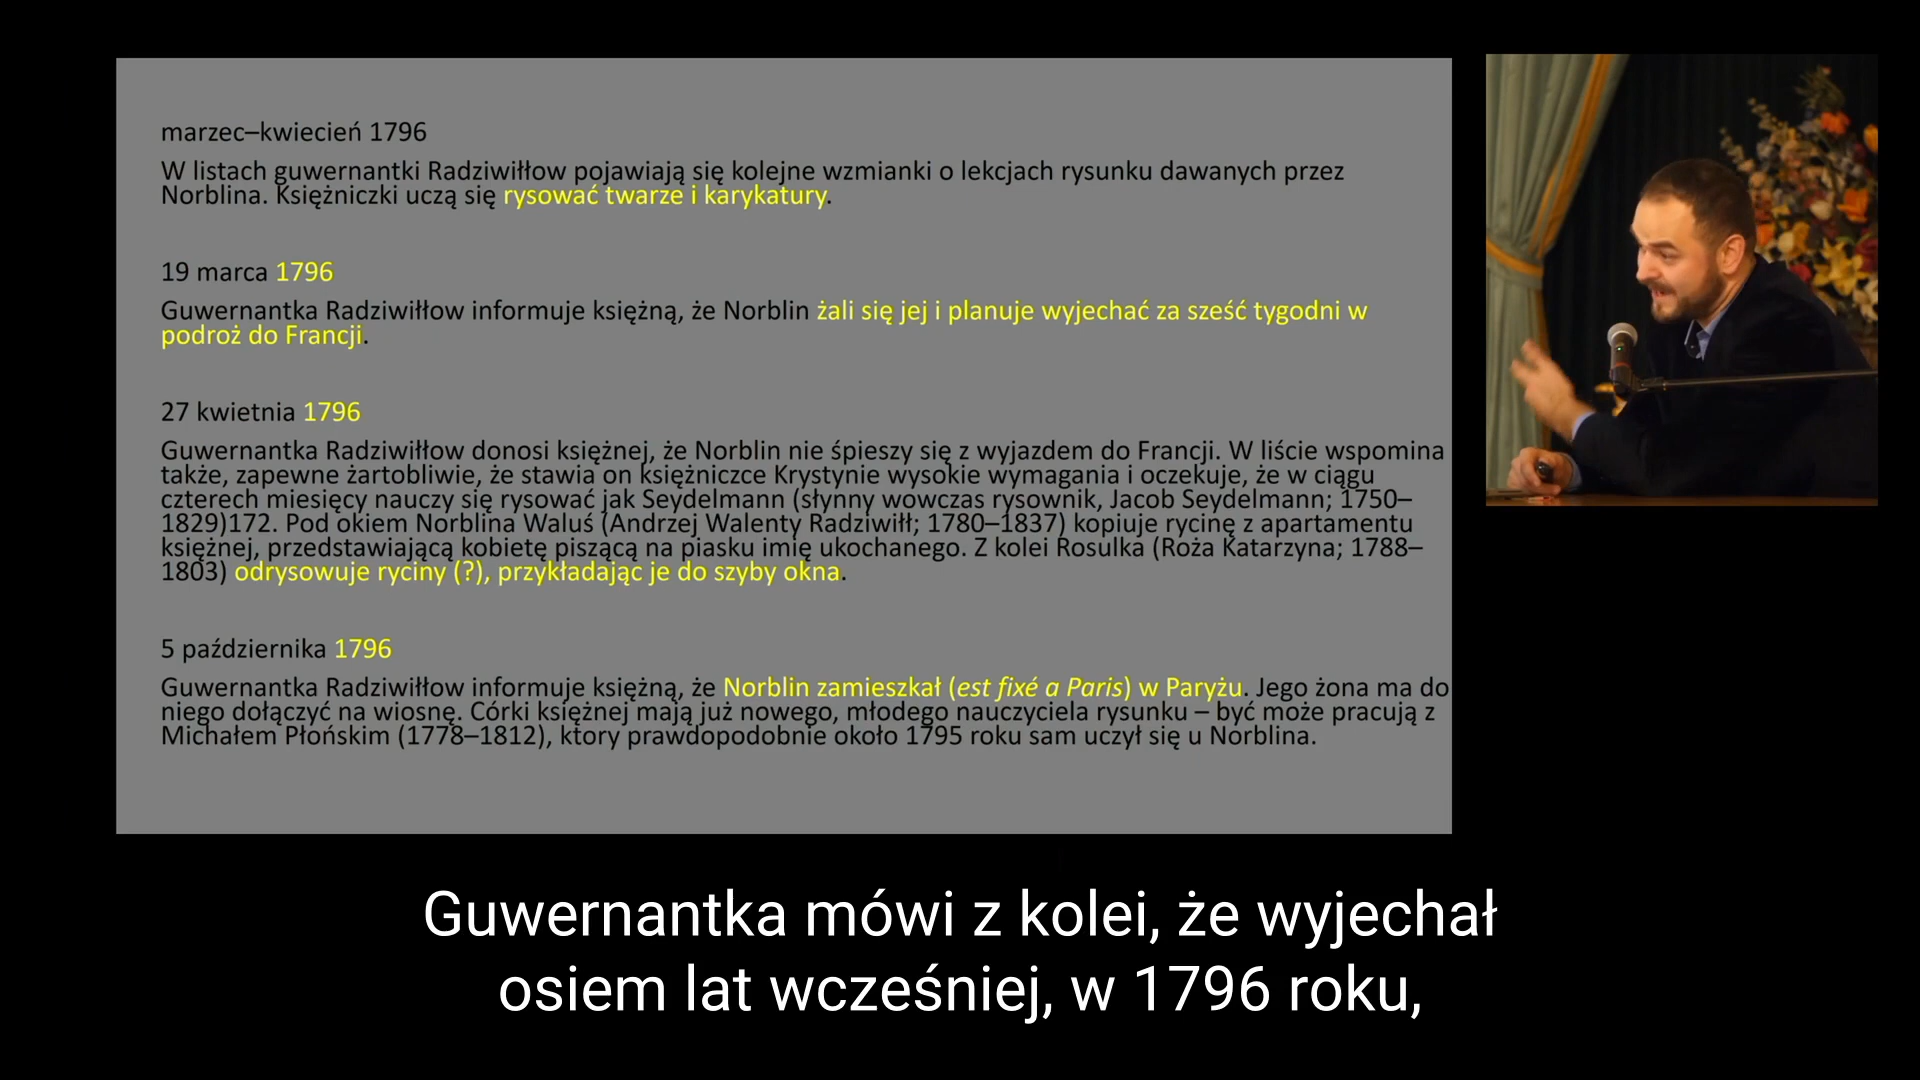 marzec–kwiecień 1796
W listach guwernantki Radziwiłłow pojawiają się kolejne wzmianki o lekcjach rysunku dawanych przez
Norblina. Księżniczki uczą się rysować twarze i karykatury.
19 marca 1796
Guwernantka Radziwiłłow informuje księżną, że Norblin żali się jej i planuje wyjechać za sześć tygodni w
podroż do Francji.
27 kwietnia 1796
Guwernantka Radziwiłłow donosi księżnej, że Norblin nie śpieszy się z wyjazdem do Francji. W liście wspomina
także, zapewne żartobliwie, że stawia on księżniczce Krystynie wysokie wymagania i oczekuje, że w ciągu
czterech miesięcy nauczy się rysować jak Seydelmann (słynny wowczas rysownik, Jacob Seydelmann; 1750–
1829)172. Pod okiem Norblina Waluś (Andrzej Walenty Radziwiłł; 1780–1837) kopiuje rycinę z apartamentu
księżnej, przedstawiającą kobietę piszącą na piasku imię ukochanego. Z kolei Rosulka (Roża Katarzyna; 1788–
1803) odrysowuje ryciny (?), przykładając je do szyby okna.
5 października 1796
Guwernantka Radziwiłłow informuje księżną, że Norblin zamieszkał (est fixé a Paris) w Paryżu. Jego żona ma do
niego dołączyć na wiosnę. Córki księżnej mają już nowego, młodego nauczyciela rysunku – być może pracują z
Michałem Płońskim (1778–1812), ktory prawdopodobnie około 1795 roku sam uczył się u Norblina.
Guwernantka mówi z kolei, że wyjechał
osiem lat wcześniej, w 1796 roku,